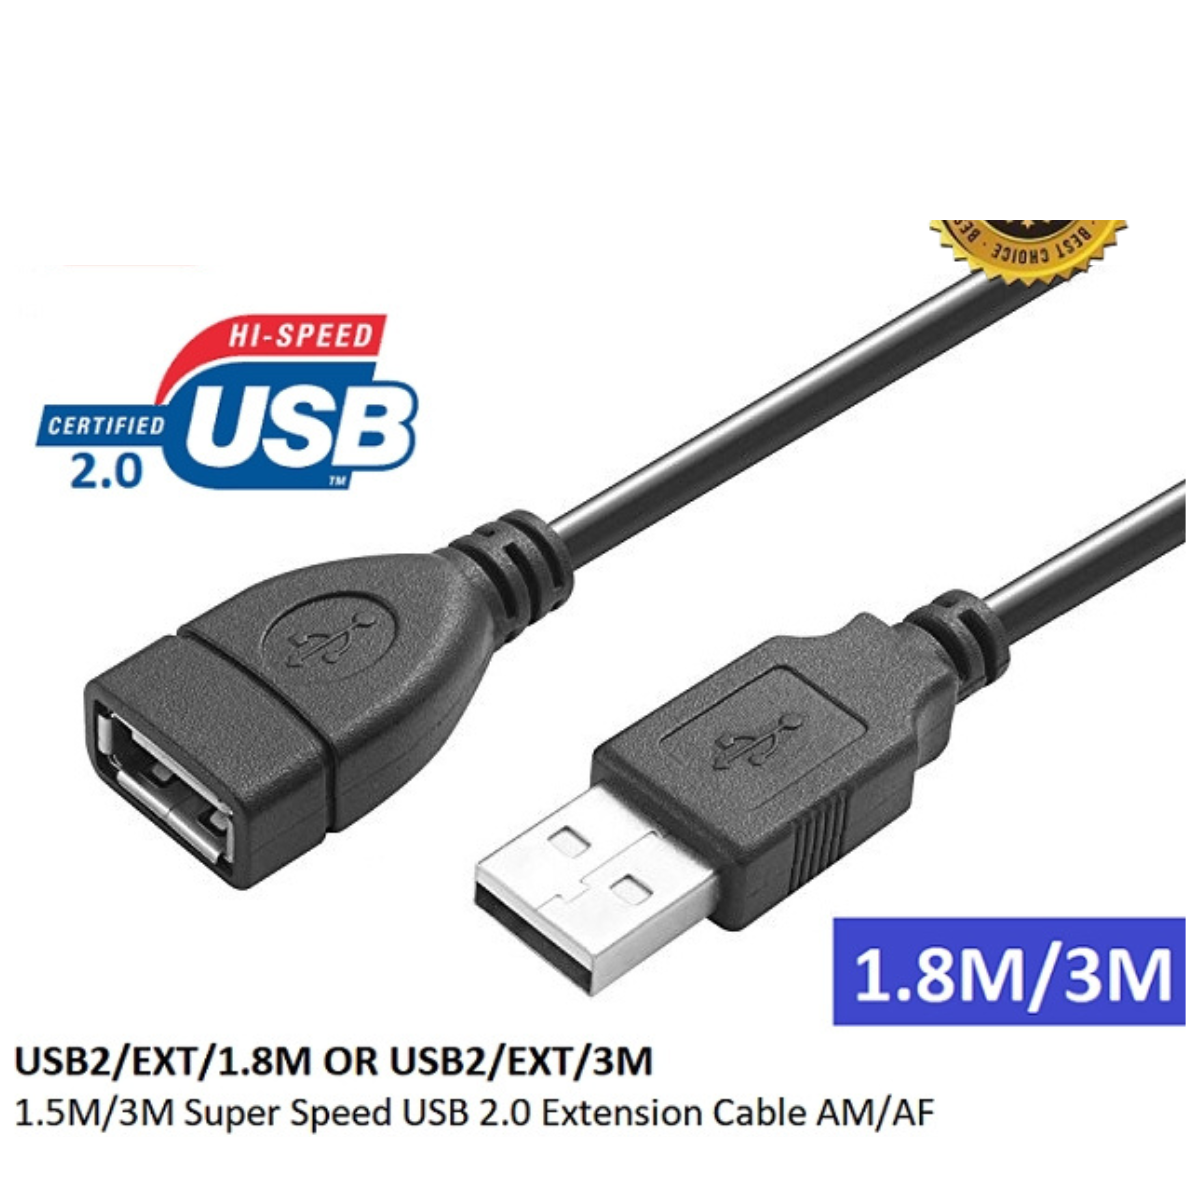 BEST CHOICE · BES
HI-SPEED
CERTIFIED USB
2.0
TM
1.8M/3M
USB2/EXT/1.8M OR USB2/EXT/3M
1.5M/3M Super Speed USB 2.0 Extension Cable AM/AF